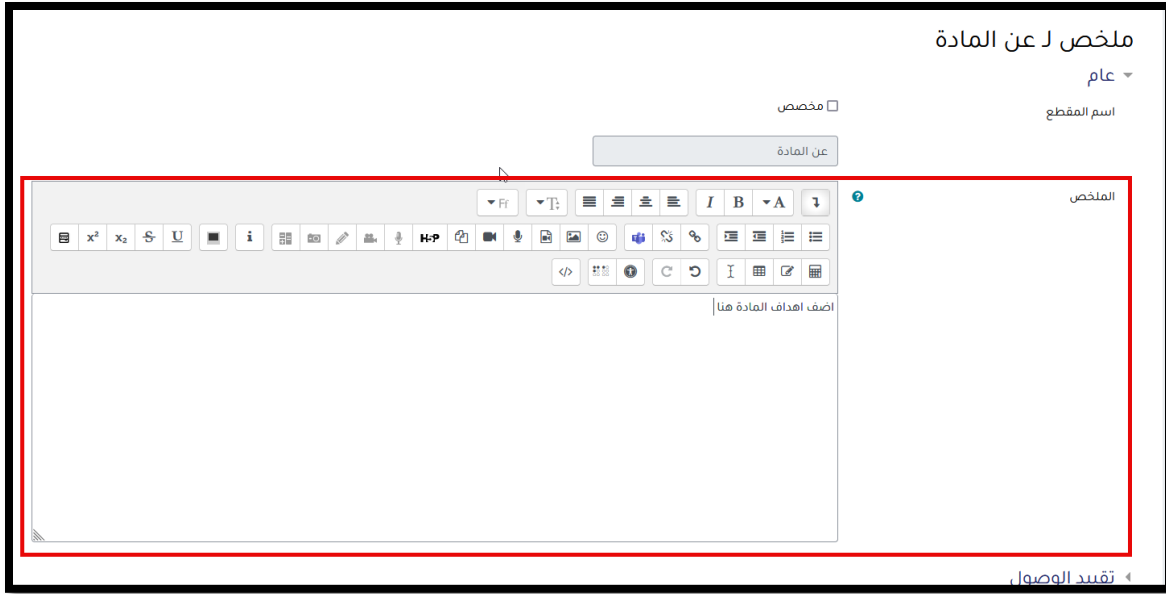 ملخص لـ عن المادة
عام
اسم المقطع
مخصص
عن المادة
الملخص
اضف اهداف المادة هنا
تقييد الوصول